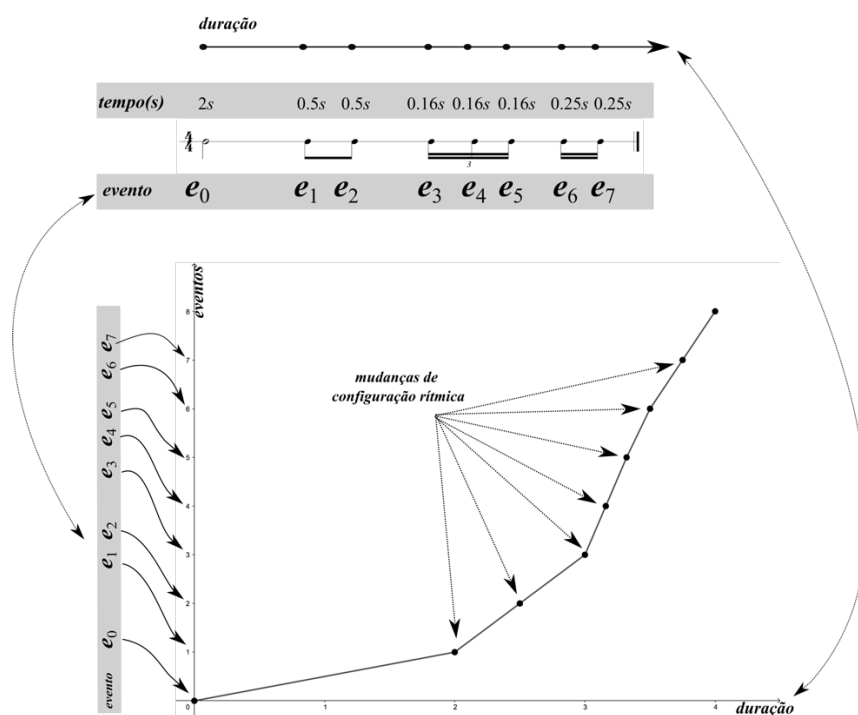 duração
tempo(s) 2s 0.5s 0.5s 0.16s 0.16s 0.16s 0.25s 0.25s
4
4
3
evento e0 e1 e2 e3 e4 e5 e6 e7
eventos
8
7
6
5
4
3
2
1
0
mudanças de
configuração rítmica
e7
e6
e5
e4
e3
e2
e1
e0
evento
2 3 4
duração